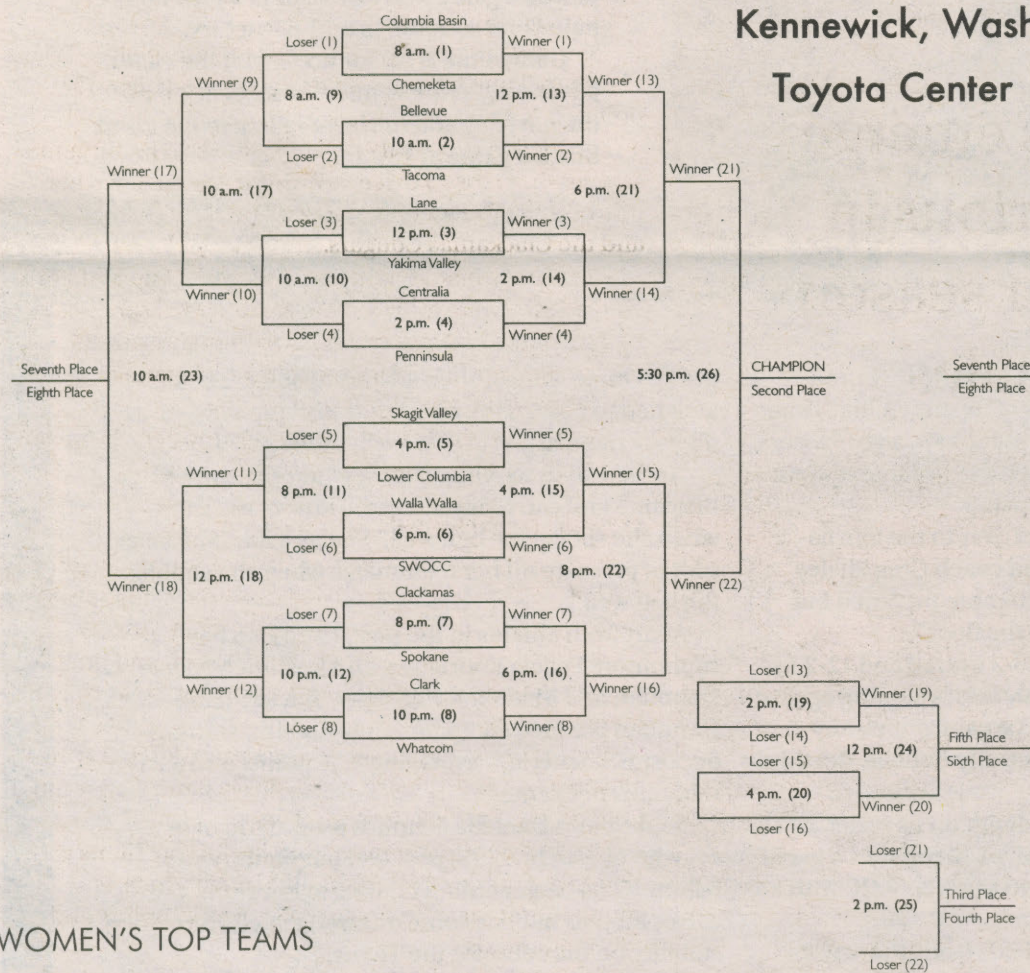 Kennewick, Wash
Toyota Center
Columbia Basin
Loser (1)
8 a.m. (1)
Winner (1)
Winner (9)
Chemeketa
Winner (13)
8 a.m. (9)
12 p.m. (13)
Bellevue
10 a.m. (2)
Loser (2)
Winner (2)
Tacoma
Winner (17)
Winner (21)
10 a.m. (17)
6 p.m. (21)
Lane
Loser (3)
Winner (3)
12 p.m. (3)
Yakima Valley
10 a.m. (10)
2 p.m. (14)
Winner (10)
Centralia
Winner (14)
2 p.m. (4)
Loser (4)
Winner (4)
Penninsula
Seventh Place
10 a.m. (23)
Eighth Place
5:30 p.m. (26)
CHAMPION
Second Place
Seventh Place
Eighth Place
Skagit Valley
Loser (5)
Winner (5)
4 p.m. (5)
Winner (11)
Lower Columbia
Winner (15)
8 p.m. (11)
4 p.m. (15)
Walla Walla
6 p.m. (6)
Loser (6)
Winner (6)
SWOCC
8 p.m. (22)
Winner (18)
12 p.m. (18)
Winner (22)
Clackamas
Loser (7)
Winner (7)
8 p.m. (7)
Spokane
10 p.m. (12)
6 p.m. (16)
Winner (12)
Clark
Winner (16)
10 p.m. (8)
Loser (8)
Winner (8)
Whatcom
Loser (13)
2 p.m. (19)
Winner (19)
Loser (14)
12 p.m. (24)
Fifth Place
Sixth Place
Loser (15)
4 p.m. (20)
Winner (20)
Loser (16)
Loser (21)
2 p.m. (25)
Third Place
Fourth Place
Loser (22)
WOMEN'S TOP TEAMS